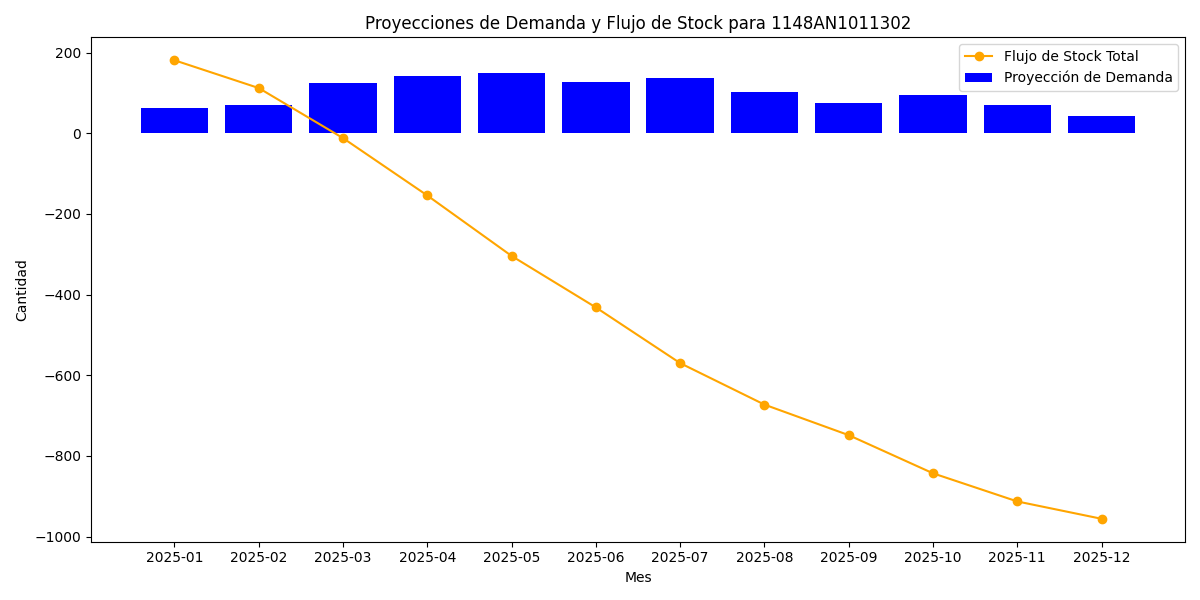 Proyecciones de Demanda y Flujo de Stock para 1148AN1011302
Flujo de Stock Total
Proyección de Demanda
200
0
−200
−400
−600
−800
−1000
Cantidad
2025-01 2025-02 2025-03 2025-04 2025-05 2025-06 2025-07 2025-08 2025-09 2025-10 2025-11 2025-12
Mes